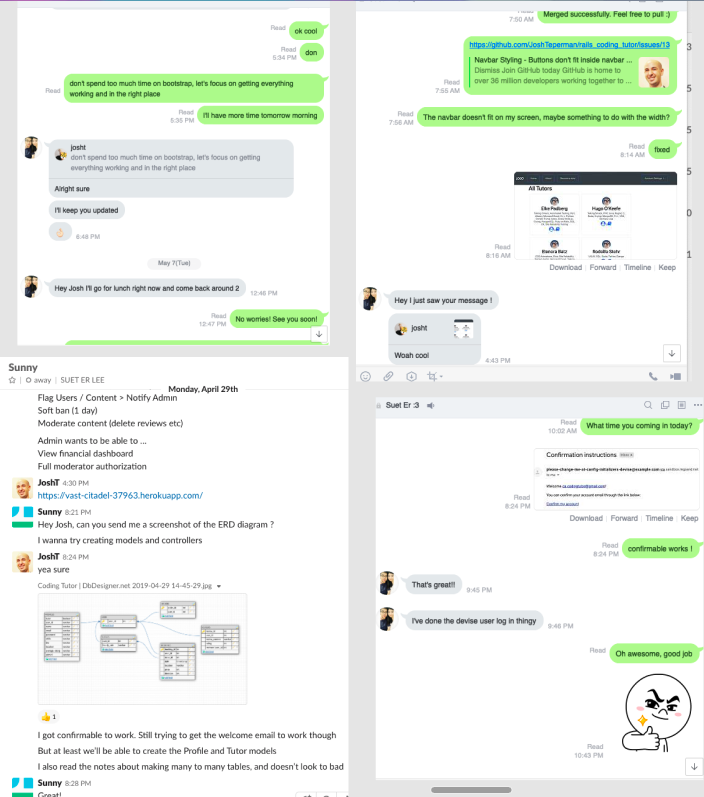 Read
ok cool
Read
5:34 PM
don
Read
don't spend too much time on bootstrap, let's focus on getting everything
working and in the right place
Read
5:35 PM
I'll have more time tomorrow morning
josht
don't spend too much time on bootstrap, let's focus on getting
everything working and in the right place
Alright sure
I'll keep you updated
8:48 PM
May 7(Tue)
Hey Josh I'll go for lunch right now and come back around 2
12:46 PM
Read
12:47 PM
No worries! See you soon!
7:50 AM
Merged successfully. Feel free to pull :)
https://github.com/JoshTeperman/rails_coding_tutor/issues/13
Navbar Styling - Buttons don't fit inside navbar ...
Dismiss Join GitHub today GitHub is home to
over 36 million developers working together to ...
Read
7:55 AM
Read
7:56 AM
The navbar doesn't fit on my screen, maybe something to do with the width?
Read
8:14 AM
fixed
All Tutors
Ellie Padberg
Hugo O'Keefe
Elenora Batz
Rodolfo Stehr
Read
8:16 AM
Download
Forward
Timeline
Keep
Hey I just saw your message !
josht
Woah cool
4:43 PM
Sunny
away
SUET ER LEE
Monday, April 29th
Flag Users / Content > Notify Admin
Soft ban (1 day)
Moderate content (delete reviews etc)
Admin wants to be able to ...
View financial dashboard
Full moderator authorization
JoshT 4:30 PM
https://vast-citadel-37963.herokuapp.com/
Sunny 8:21 PM
Hey Josh, can you send me a screenshot of the ERD diagram ?
I wanna try creating models and controllers
JoshT 8:24 PM
yea sure
Coding Tutor | DbDesigner.net 2019-04-29 14-45-29.jpg
1
I got confirmable to work. Still trying to get the welcome email to work though
But at least we'll be able to create the Profile and Tutor models
I also read the notes about making many to many tables, and doesn't look to bad
Sunny 8:28 PM
Great!
Suet Er :3
Read
10:02 AM
What time you coming in today?
Confirmation instructions
You can confirm your account email through the link below:
Confirm my account
Read
8:24 PM
Download
Forward
Timeline
Keep
Read
8:24 PM
confirmable works !
That's great!!
9:45 PM
I've done the devise user log in thingy
9:46 PM
Read
Oh awesome, good job
Read
10:43 PM